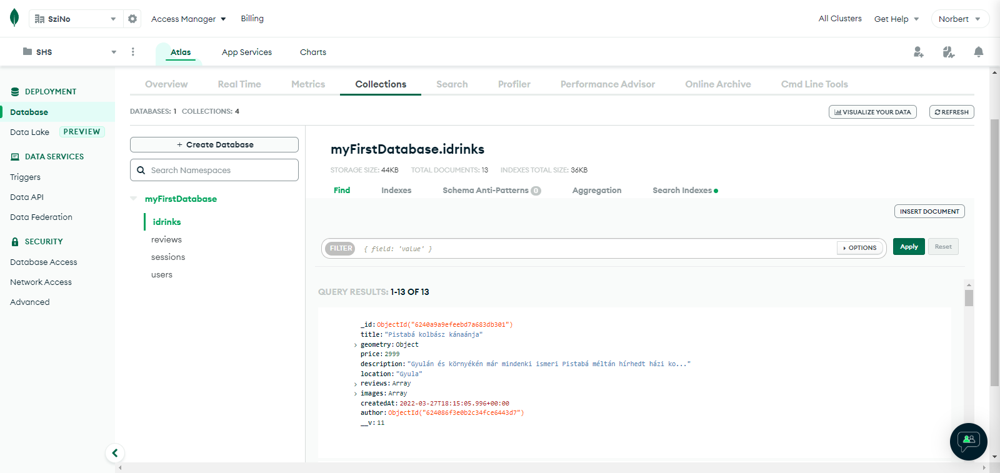 SziNo Access Manager Billing All Clusters Get Help Norbert
SHS Atlas App Services Charts
Overview Real Time Metrics Collections Search Profiler Performance Advisor Online Archive Cmd Line Tools
DEPLOYMENT
Database
Data Lake PREVIEW
DATA SERVICES
Triggers
Data API
Data Federation
SECURITY
Database Access
Network Access
Advanced
DATABASES: 1 COLLECTIONS: 4
VISUALIZE YOUR DATA REFRESH
+ Create Database
Search Namespaces
myFirstDatabase
idrinks
reviews
sessions
users
myFirstDatabase.idrinks
STORAGE SIZE: 44KB TOTAL DOCUMENTS: 13 INDEXES TOTAL SIZE: 36KB
Find Indexes Schema Anti-Patterns 0 Aggregation Search Indexes
INSERT DOCUMENT
FILTER { field: 'value' } OPTIONS Apply Reset
QUERY RESULTS: 1-13 OF 13
_id: ObjectId("6240a9a9efeebd7a683db301")
title: "Pistabá kolbász kánaánja"
geometry: Object
price: 2999
description: "Gyulán és környékén már mindenki ismeri Pistabá méltán hírhedt házi ko..."
location: "Gyula"
reviews: Array
images: Array
createdAt: 2022-03-27T18:15:05.996+00:00
author: ObjectId("624086f3e0b2c34fce6443d7")
__v: 11